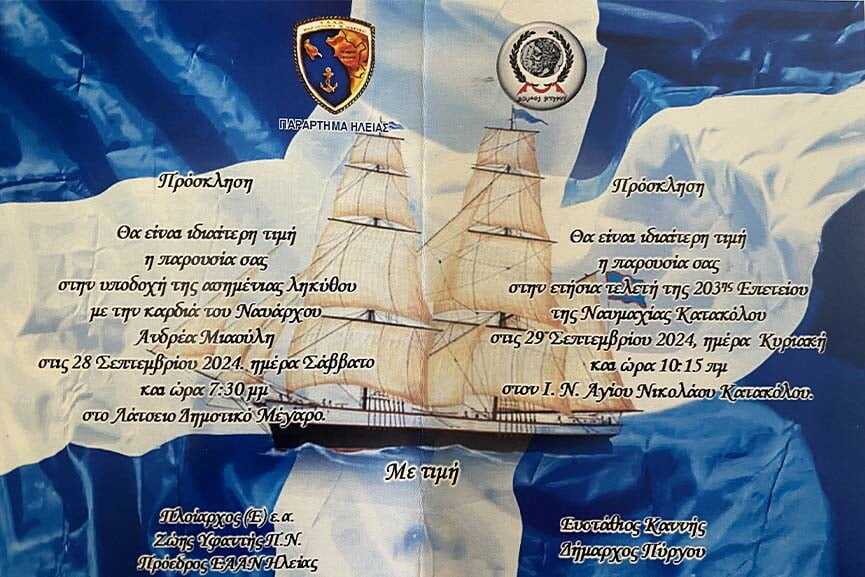 ΠΑΡΑΡΤΗΜΑ ΗΛΕΙΑΣ
Πρόσκληση
Θα είναι ιδιαίτερη τιμή
η παρουσία σας
στην υποδοχή της ασημένιας ληκύθου
με την καρδιά του Ναυάρχου
Ανδρέα Μιαούλη
στις 28 Σεπτεμβρίου 2024, ημέρα Σάββατο
και ώρα 7:30 μμ
στο Λάτσειο Δημοτικό Μέγαρο.
Πρόσκληση
Θα είναι ιδιαίτερη τιμή
η παρουσία σας
στην ετήσια τελετή της 203ης Επετείου
της Ναυμαχίας Κατακόλου
στις 29 Σεπτεμβρίου 2024, ημέρα Κυριακή
και ώρα 10:15 πμ
στον Ι. Ν. Αγίου Νικολάου Κατακόλου.
Με τιμή
Πλοίαρχος (Ε) ε.α.
Ζώης Υφαντής Π.Ν.
Πρόεδρος ΕΑΑΝ Ηλείας
Ευστάθιος Καννής
Δήμαρχος Πύργου